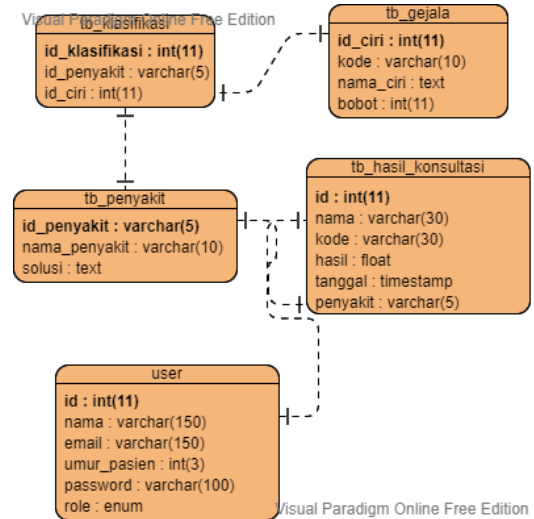 Visual Paradigm Online Free Edition
tb_klasifikasi
id_klasifikasi : int(11)
id_penyakit : varchar(5)
id_ciri : int(11)
tb_gejala
id_ciri : int(11)
kode : varchar(10)
nama_ciri : text
bobot : int(11)
tb_penyakit
id_penyakit : varchar(5)
nama_penyakit : varchar(10)
solusi : text
tb_hasil_konsultasi
id : int(11)
nama : varchar(30)
kode : varchar(30)
hasil : float
tanggal : timestamp
penyakit : varchar(5)
user
id : int(11)
nama : varchar(150)
email : varchar(150)
umur_pasien : int(3)
password : varchar(100)
role : enum
Visual Paradigm Online Free Edition